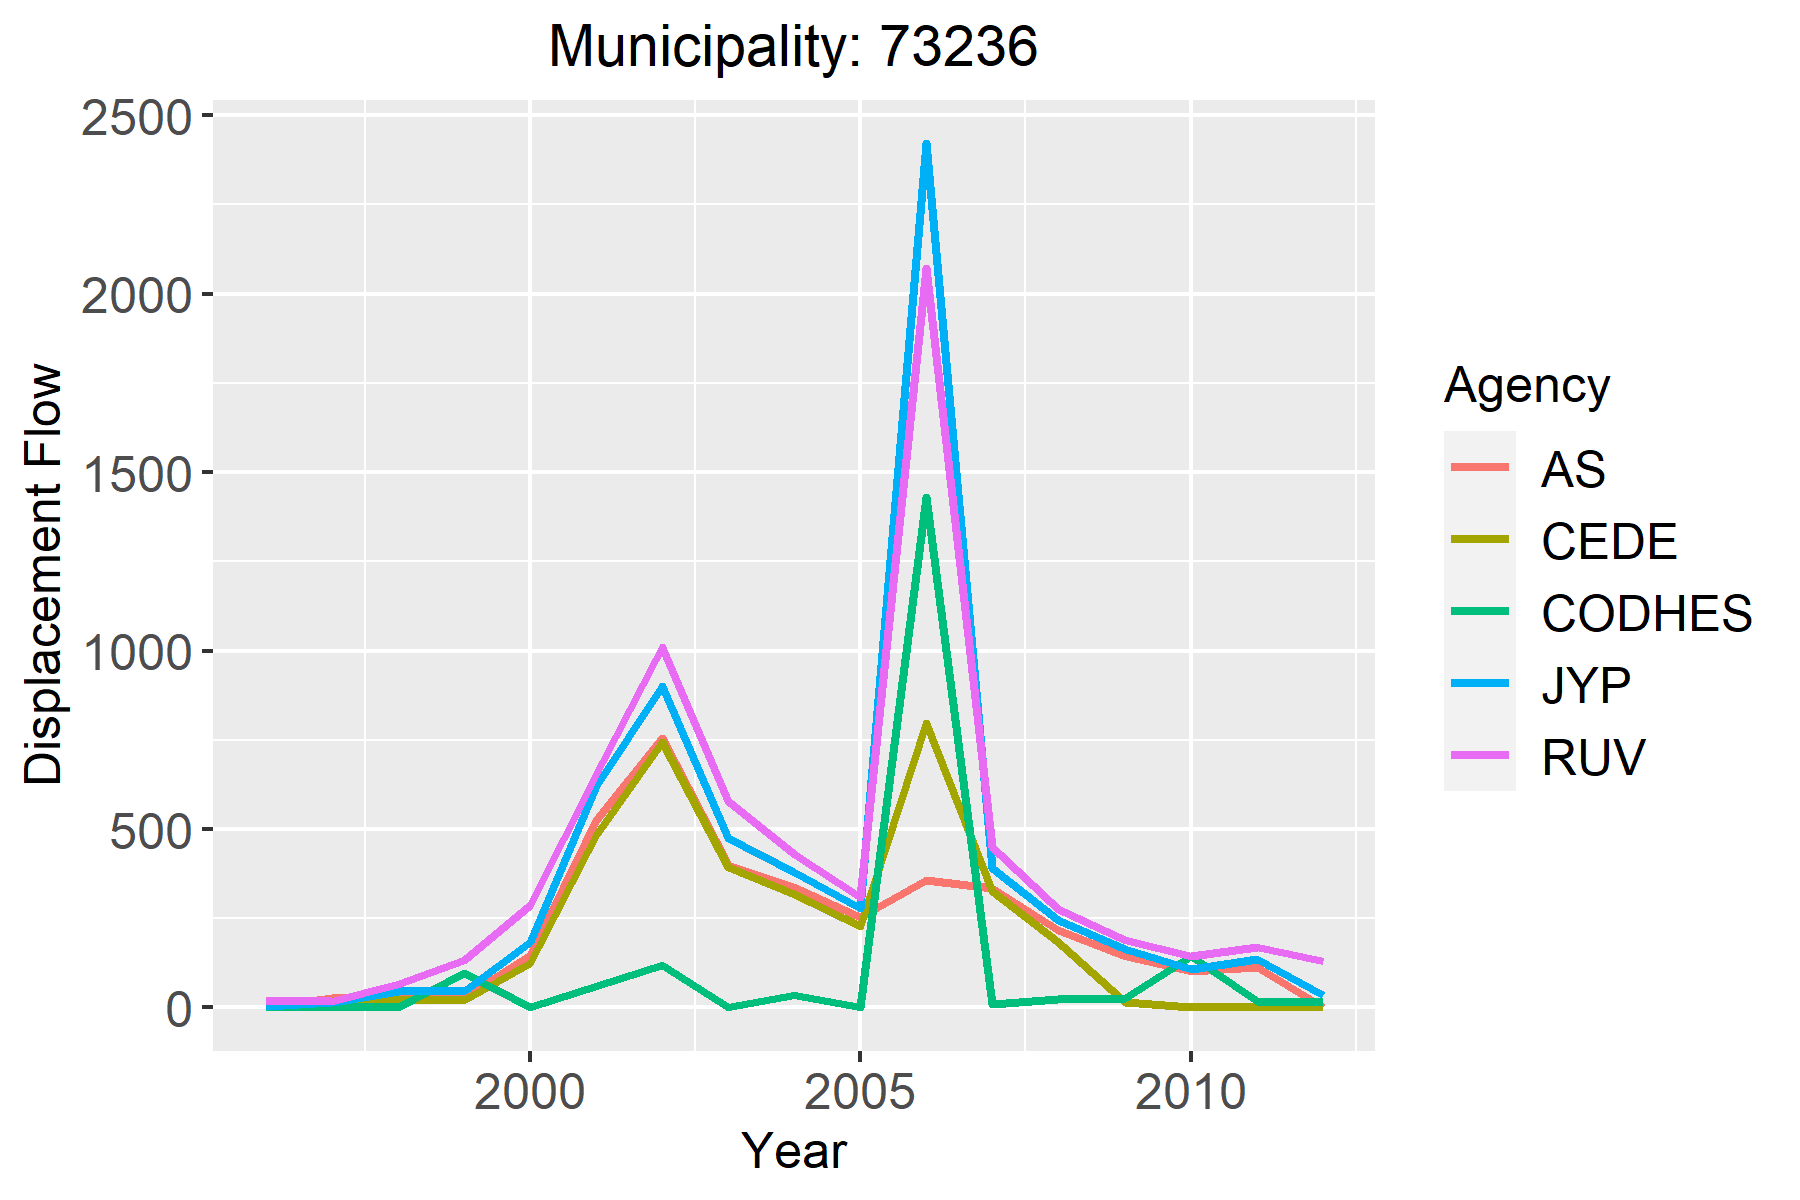 Municipality: 73236
2500
2000
1500
1000
500
0
Displacement Flow
2000 2005 2010
Year
Agency
AS
CEDE
CODHES
JYP
RUV